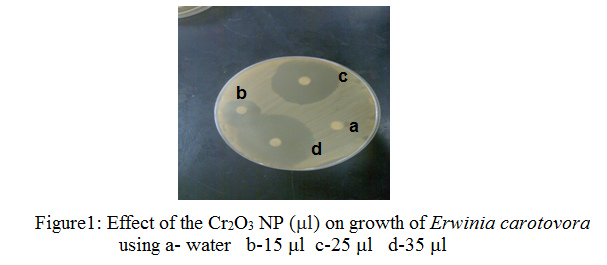 c
b
a
d
Figure1: Effect of the Cr₂O₃ NP (µl) on growth of Erwinia carotovora
using a- water b-15 µl c-25 µl d-35 µl